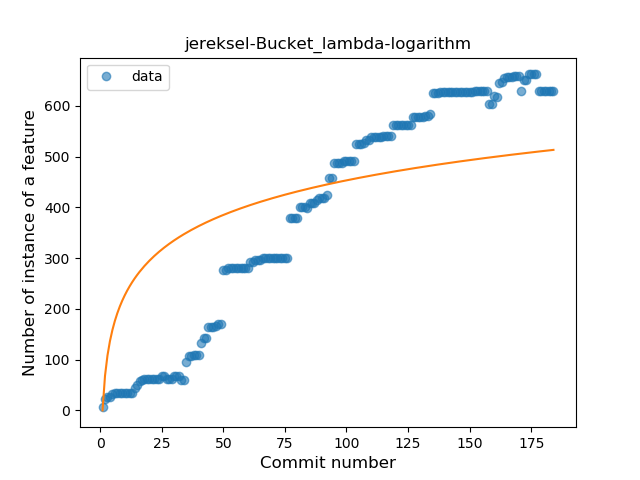 jereksel-Bucket_lambda-logarithm
data
Number of instance of a feature
600
500
400
300
200
100
0
0 25 50 75 100 125 150 175
Commit number